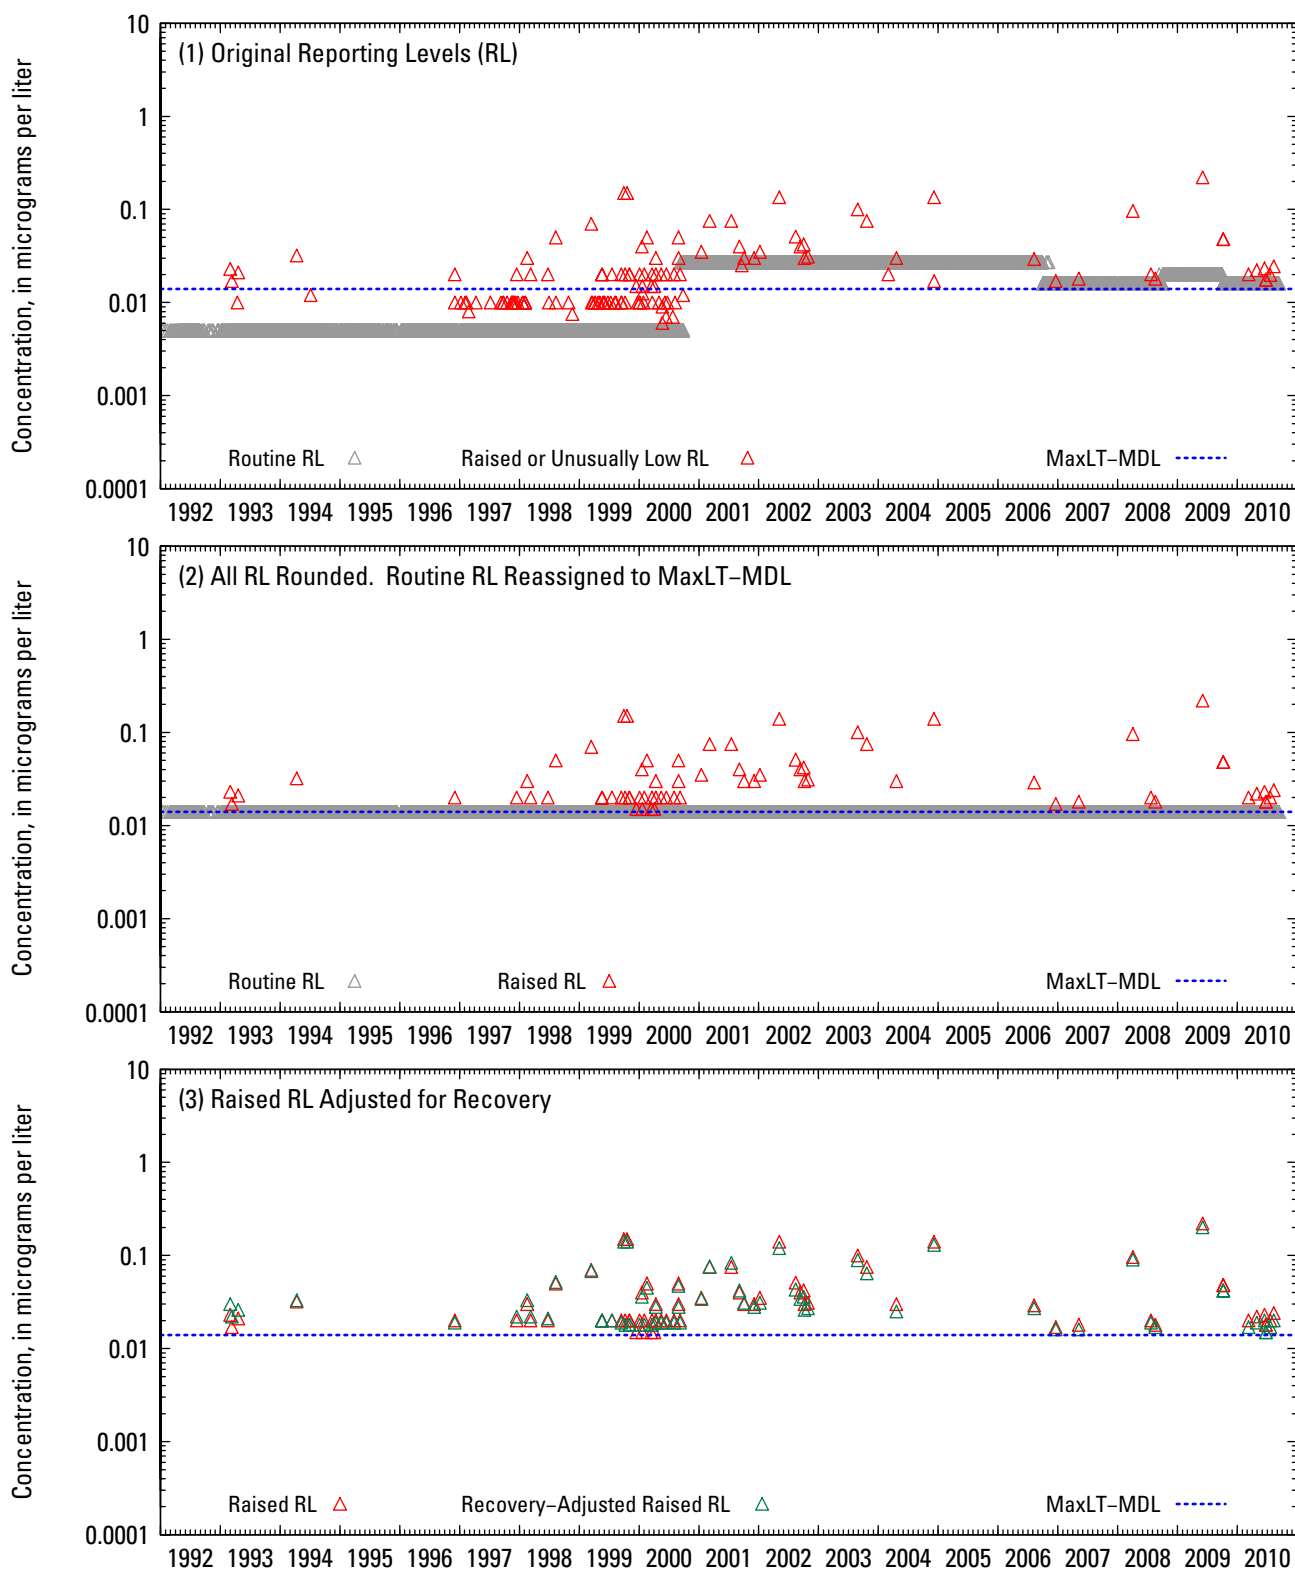 (1) Original Reporting Levels (RL)
Concentration, in micrograms per liter
10
1
0.1
0.01
0.001
0.0001
Routine RL
Raised or Unusually Low RL
MaxLT−MDL
1992 1993 1994 1995 1996 1997 1998 1999 2000 2001 2002 2003 2004 2005 2006 2007 2008 2009 2010
(2) All RL Rounded. Routine RL Reassigned to MaxLT−MDL
Concentration, in micrograms per liter
10
1
0.1
0.01
0.001
0.0001
Routine RL
Raised RL
MaxLT−MDL
1992 1993 1994 1995 1996 1997 1998 1999 2000 2001 2002 2003 2004 2005 2006 2007 2008 2009 2010
(3) Raised RL Adjusted for Recovery
Concentration, in micrograms per liter
10
1
0.1
0.01
0.001
0.0001
Raised RL
Recovery−Adjusted Raised RL
MaxLT−MDL
1992 1993 1994 1995 1996 1997 1998 1999 2000 2001 2002 2003 2004 2005 2006 2007 2008 2009 2010